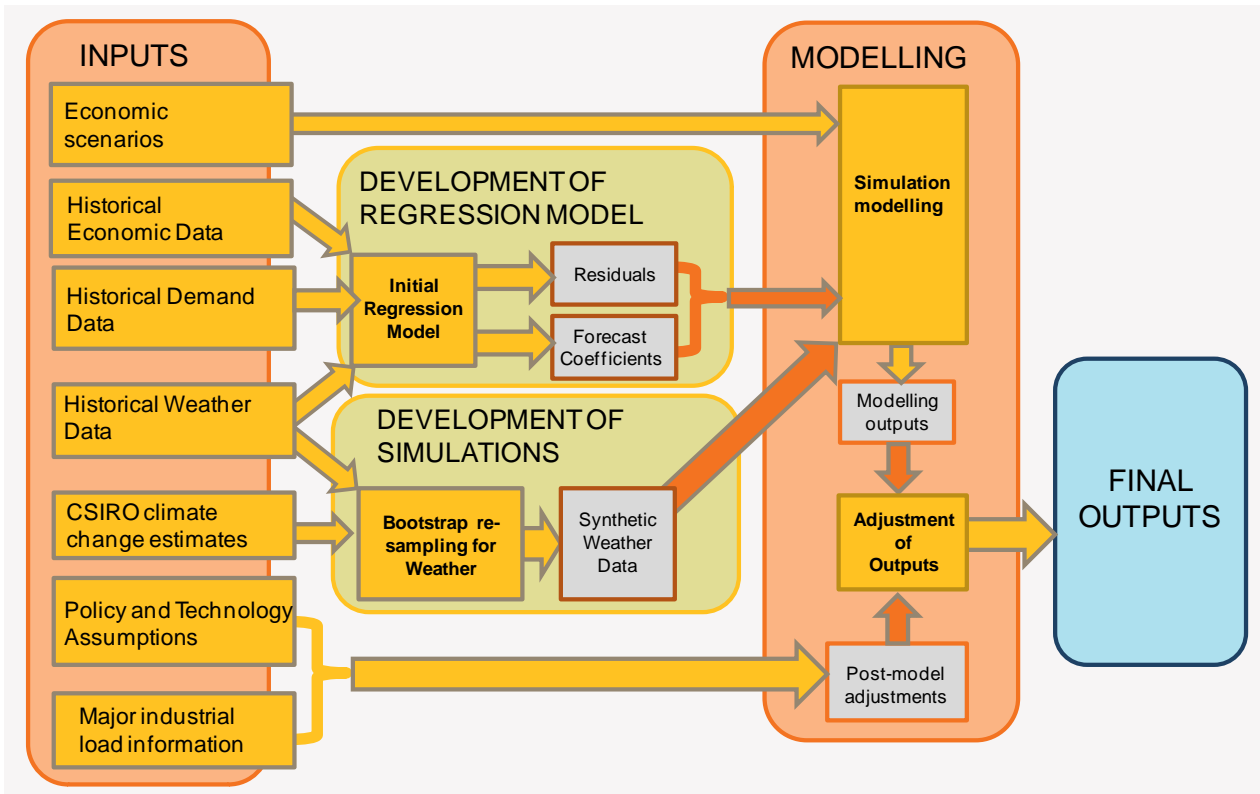 INPUTS
Economic
scenarios
Historical
Economic Data
Historical Demand
Data
Historical Weather
Data
CSIRO climate
change estimates
Policy and Technology
Assumptions
Major industrial
load information
DEVELOPMENT OF
REGRESSION MODEL
Initial
Regression
Model
Residuals
Forecast
Coefficients
DEVELOPMENT OF
SIMULATIONS
Bootstrap re-
sampling for
Weather
Synthetic
Weather
Data
MODELLING
Simulation
modelling
Modelling
outputs
Adjustment
of
Outputs
Post-model
adjustments
FINAL
OUTPUTS